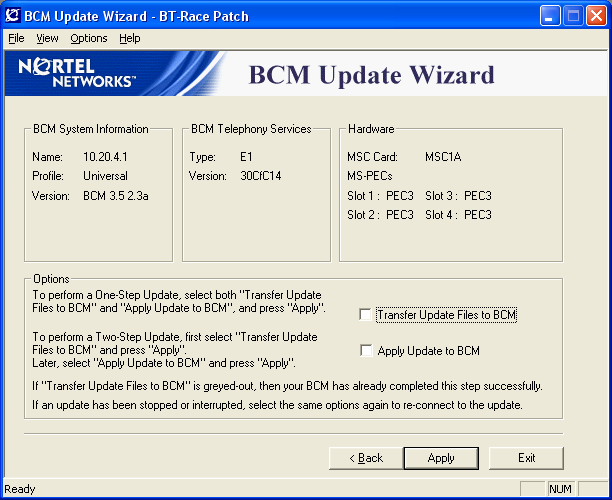 BCM Update Wizard - BT-Race Patch
File View Options Help
NORTEL
NETWORKS™
BCM Update Wizard
BCM System Information
Name: 10.20.4.1
Profile: Universal
Version: BCM 3.5 2.3a
BCM Telephony Services
Type: E1
Version: 30CfC14
Hardware
MSC Card: MSC1A
MS-PECs
Slot 1 : PEC3 Slot 3 : PEC3
Slot 2 : PEC3 Slot 4 : PEC3
Options
To perform a One-Step Update, select both "Transfer Update
Files to BCM" and "Apply Update to BCM", and press "Apply".
Transfer Update Files to BCM
To perform a Two-Step Update, first select "Transfer Update
Files to BCM" and press "Apply".
Later, select "Apply Update to BCM" and press "Apply".
Apply Update to BCM
If "Transfer Update Files to BCM" is greyed-out, then your BCM has already completed this step successfully.
If an update has been stopped or interrupted, select the same options again to re-connect to the update.
< Back Apply Exit
Ready NUM